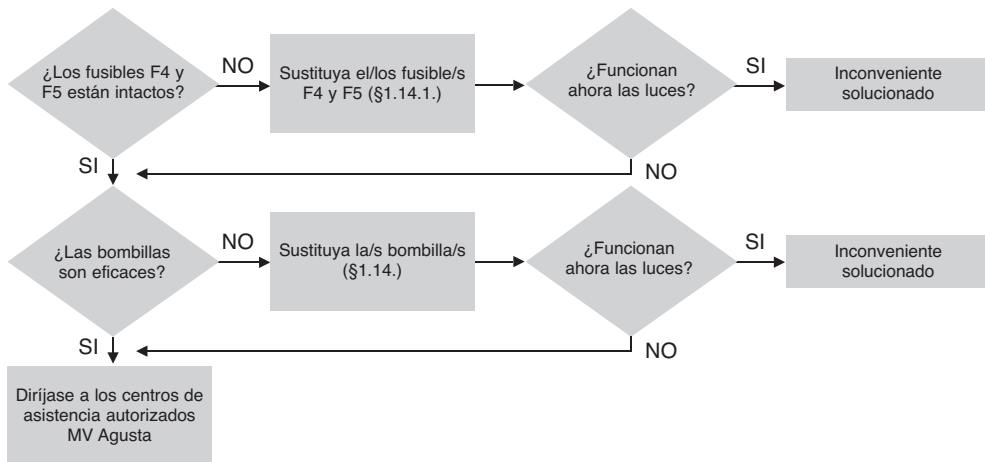 ¿Los fusibles F4 y
F5 están intactos?
NO
Sustituya el/los fusible/s
F4 y F5 (§1.14.1.)
¿Funcionan
ahora las luces?
SI
Inconveniente
solucionado
SI
NO
¿Las bombillas
son eficaces?
NO
Sustituya la/s bombilla/s
(§1.14.)
¿Funcionan
ahora las luces?
SI
Inconveniente
solucionado
SI
NO
Diríjase a los centros de
asistencia autorizados
MV Agusta